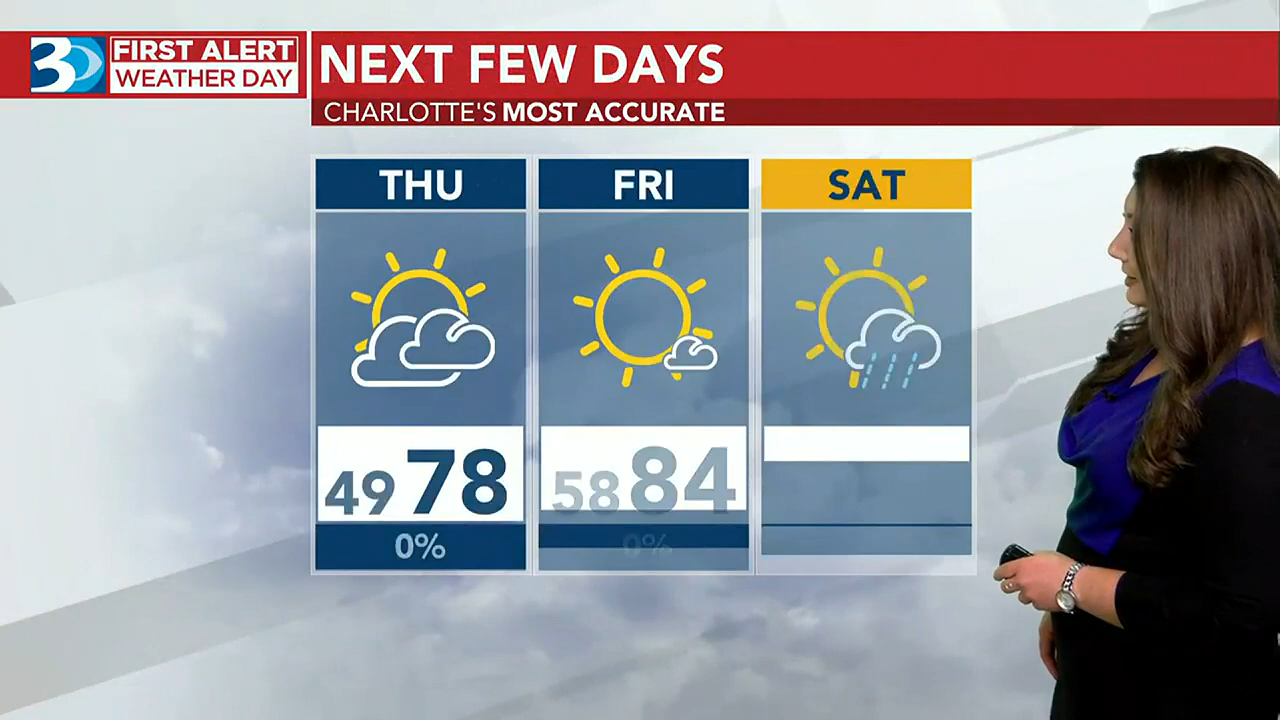 3 FIRST ALERT
WEATHER DAY
NEXT FEW DAYS
CHARLOTTE'S MOST ACCURATE
THU FRI SAT
49 78 58 84
0% 0%